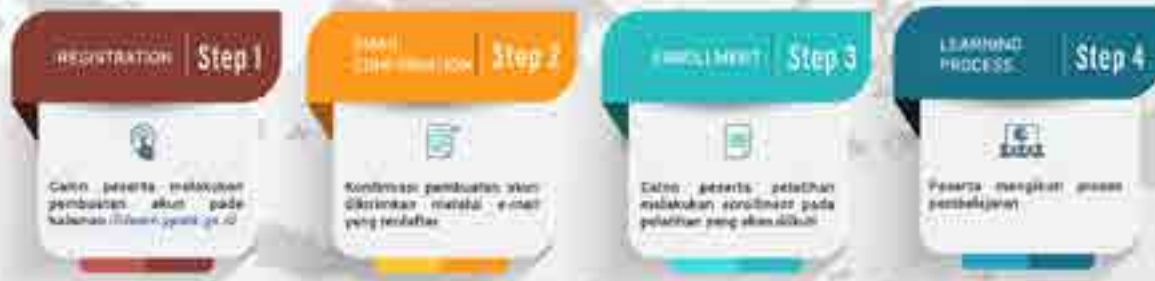 REGISTRATION
Step 1
Calon peserta melakukan
pembuatan akun pada
halaman
EMAIL
CONFIRMATION
Step 2
Konfirmasi pembuatan akun
dikirimkan melalui e-mail
yang terdaftar
ENROLLMENT
Step 3
Calon peserta pelatihan
melakukan enrollment pada
pelatihan yang akan diikuti
LEARNING
PROCESS
Step 4
Peserta mengikuti proses
pembelajaran